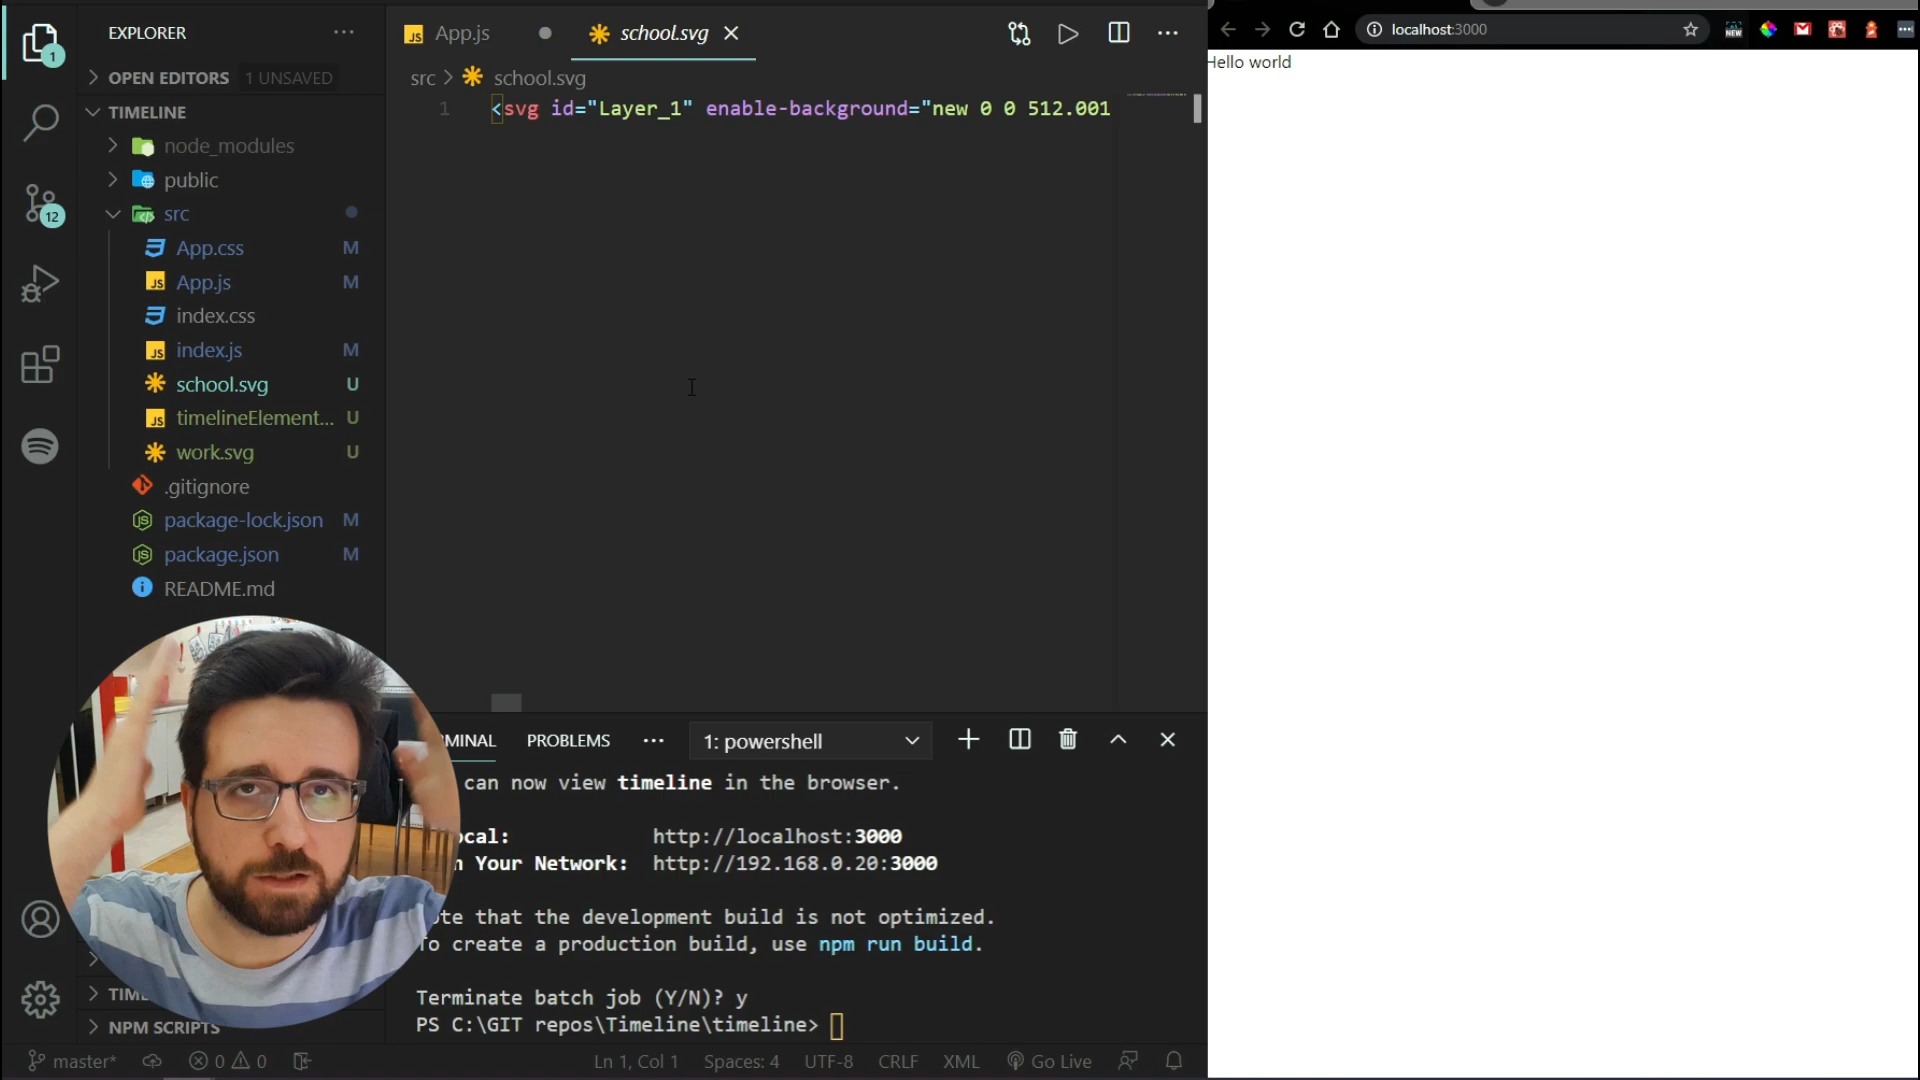 EXPLORER
App.js
school.svg
localhost:3000
OPEN EDITORS 1 UNSAVED
src
school.svg
Hello world
TIMELINE
1 <svg id="Layer_1" enable-background="new 0 0 512.001
node_modules
public
src
App.css M
App.js M
index.css
index.js M
school.svg U
timelineElement... U
work.svg U
.gitignore
package-lock.json M
package.json M
README.md
1
12
MINAL PROBLEMS 1: powershell
can now view timeline in the browser.
ocal: http://localhost:3000
n Your Network: http://192.168.0.20:3000
ote that the development build is not optimized.
To create a production build, use npm run build.
Terminate batch job (Y/N)? y
PS C:\GIT repos\Timeline\timeline>
TIM
NPM SCRIPTS
master* 0 0 Ln 1, Col 1 Spaces: 4 UTF-8 CRLF XML Go Live